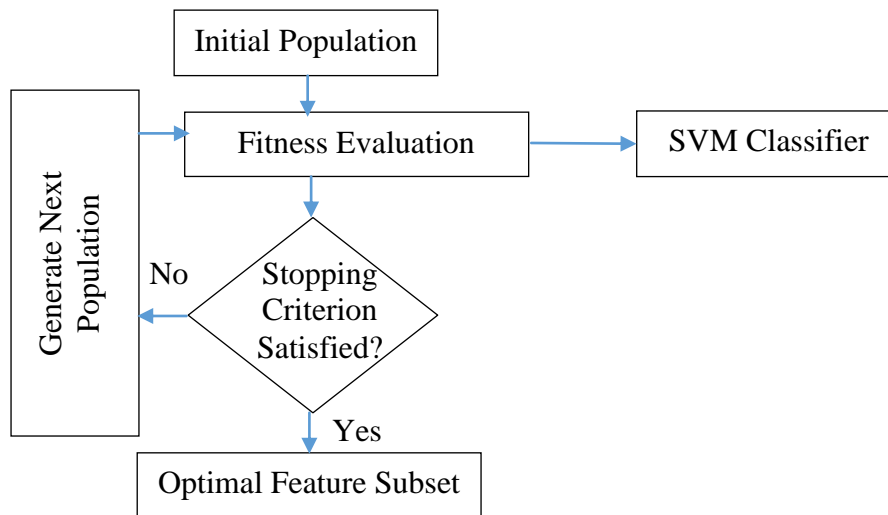 Initial Population
Fitness Evaluation
SVM Classifier
Generate Next
Population
No
Stopping
Criterion
Satisfied?
Yes
Optimal Feature Subset